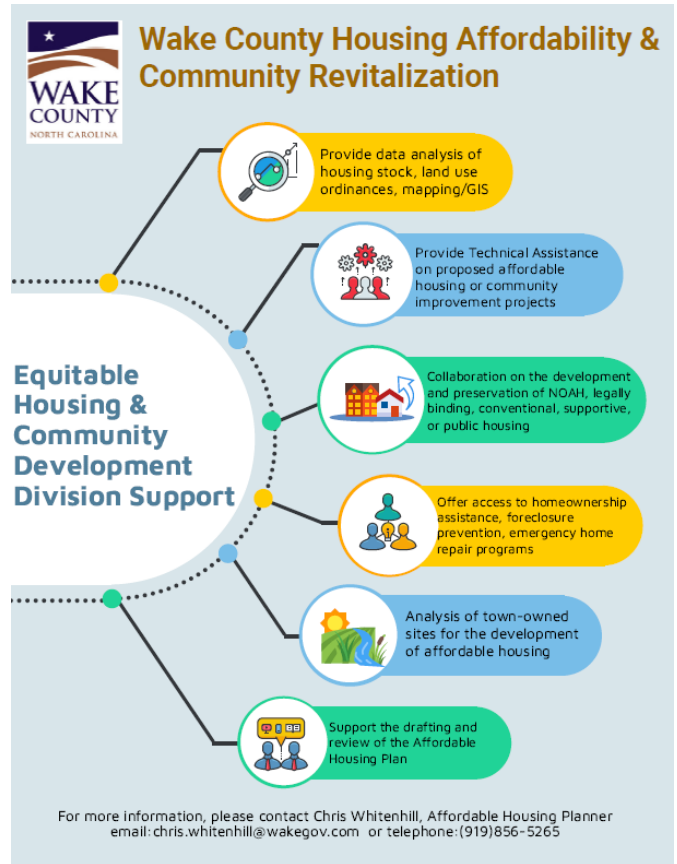 WAKE
COUNTY
NORTH CAROLINA
Wake County Housing Affordability &
Community Revitalization
Provide data analysis of
housing stock, land use
ordinances, mapping/GIS
Provide Technical Assistance
on proposed affordable
housing or community
improvement projects
Equitable
Housing &
Community
Development
Division Support
Collaboration on the development
and preservation of NOAH, legally
binding, conventional, supportive,
or public housing
Offer access to homeownership
assistance, foreclosure
prevention, emergency home
repair programs
Analysis of town-owned
sites for the development
of affordable housing
Support the drafting and
review of the Affordable
Housing Plan
For more information, please contact Chris Whitenhill, Affordable Housing Planner
email:chris.whitenhill@wakegov.com or telephone:(919)856-5265